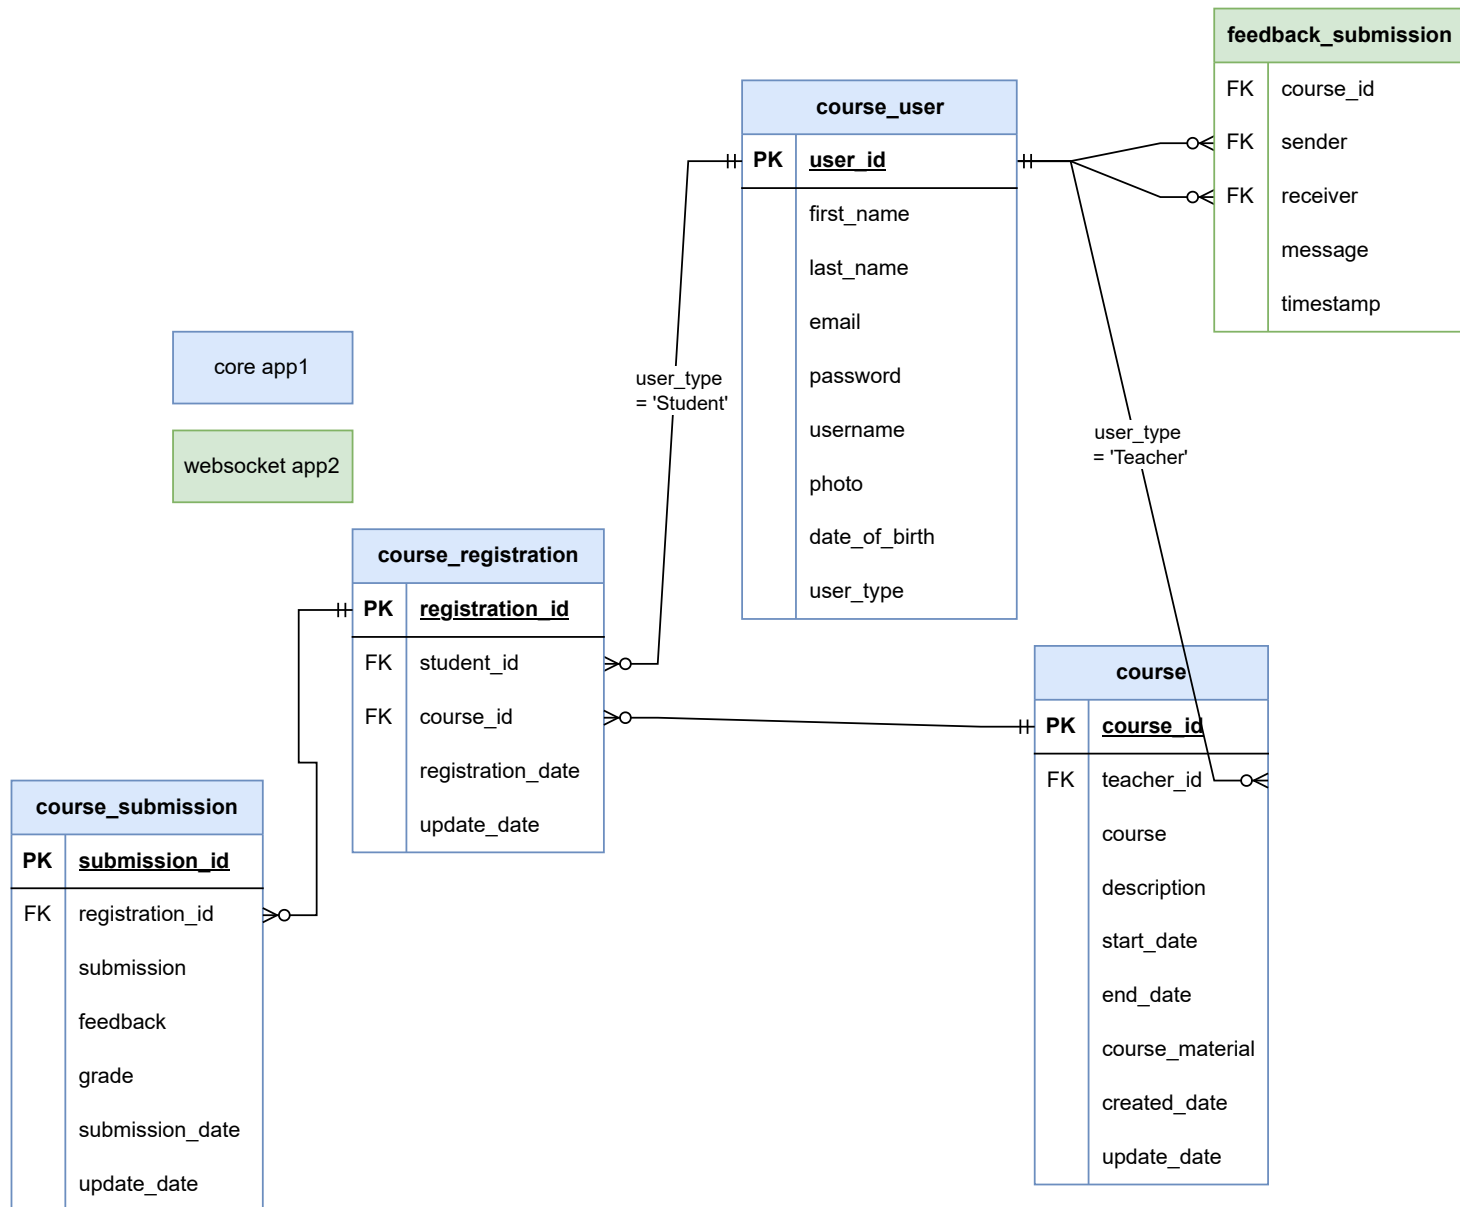 feedback_submission
FK course_id
FK sender
FK receiver
message
timestamp
course_user
PK user_id
first_name
last_name
email
password
username
photo
date_of_birth
user_type
core app1
websocket app2
user_type
= 'Student'
user_type
= 'Teacher'
course_registration
PK registration_id
FK student_id
FK course_id
registration_date
update_date
course
PK course_id
FK teacher_id
course
description
start_date
end_date
course_material
created_date
update_date
course_submission
PK submission_id
FK registration_id
submission
feedback
grade
submission_date
update_date